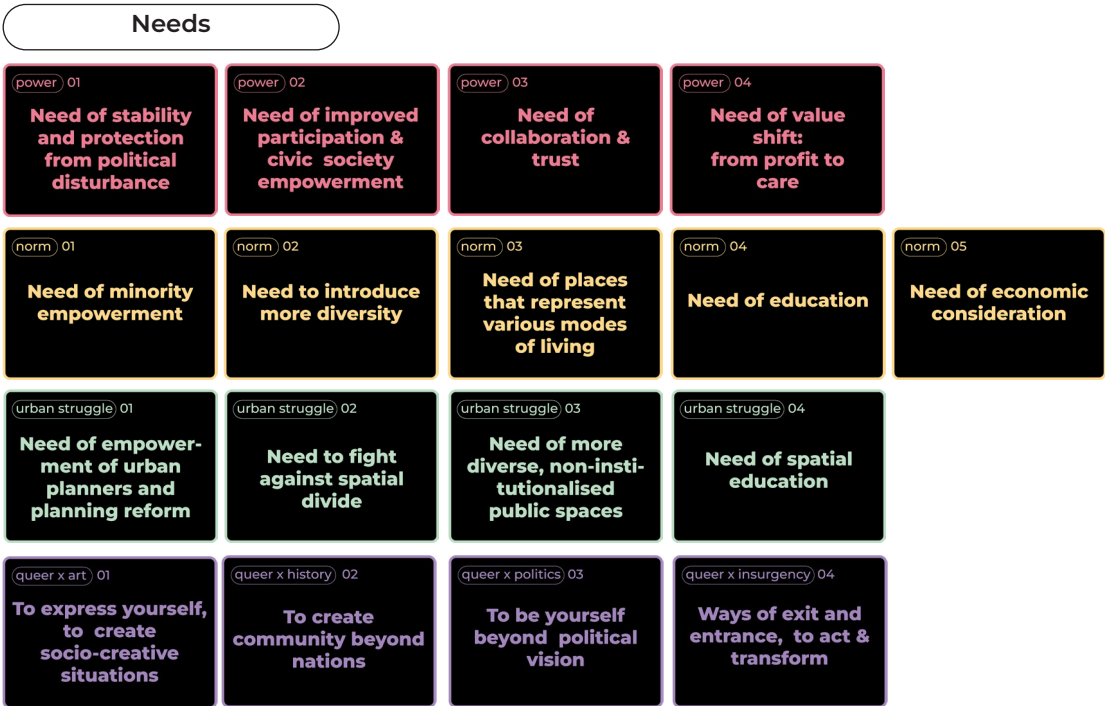 Needs
power 01
Need of stability
and protection
from political
disturbance
power 02
Need of improved
participation &
civic society
empowerment
power 03
Need of
collaboration &
trust
power 04
Need of value
shift:
from profit to
care
norm 01
Need of minority
empowerment
norm 02
Need to introduce
more diversity
norm 03
Need of places
that represent
various modes
of living
norm 04
Need of education
norm 05
Need of economic
consideration
urban struggle 01
Need of empower-
ment of urban
planners and
planning reform
urban struggle 02
Need to fight
against spatial
divide
urban struggle 03
Need of more
diverse, non-insti-
tutionalised
public spaces
urban struggle 04
Need of spatial
education
queer x art 01
To express yourself,
to create
socio-creative
situations
queer x history 02
To create
community beyond
nations
queer x politics 03
To be yourself
beyond political
vision
queer x insurgency 04
Ways of exit and
entrance, to act &
transform